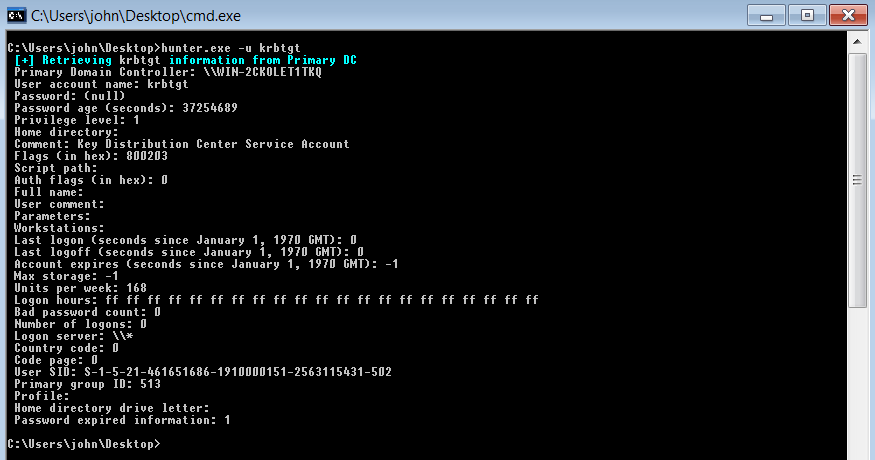 C:\Users\john\Desktop\cmd.exe
C:\Users\john\Desktop>hunter.exe -u krbtgt
[+] Retrieving krbtgt information from Primary DC
Primary Domain Controller: \\WIN-2CKOLET1TKQ
User account name: krbtgt
Password: (null)
Password age (seconds): 37254689
Privilege level: 1
Home directory:
Comment: Key Distribution Center Service Account
Flags (in hex): 800203
Script path:
Auth flags (in hex): 0
Full name:
User comment:
Parameters:
Workstations:
Last logon (seconds since January 1, 1970 GMT): 0
Last logoff (seconds since January 1, 1970 GMT): 0
Account expires (seconds since January 1, 1970 GMT): -1
Max storage: -1
Units per week: 168
Logon hours: ff ff ff ff ff ff ff ff ff ff ff ff ff ff ff ff ff ff ff ff ff
Bad password count: 0
Number of logons: 0
Logon server: \\*
Country code: 0
Code page: 0
User SID: S-1-5-21-461651686-1910000151-2563115431-502
Primary group ID: 513
Profile:
Home directory drive letter:
Password expired information: 1
C:\Users\john\Desktop>